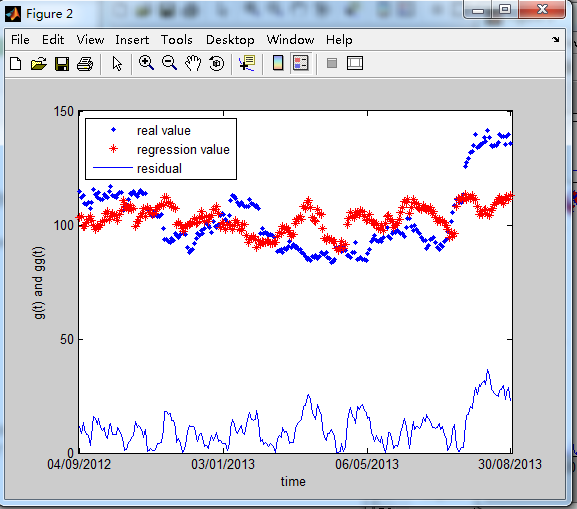 Figure 2
File Edit View Insert Tools Desktop Window Help
150
real value
regression value
residual
100
g(t) and gg(t)
50
0
04/09/2012 03/01/2013 06/05/2013 30/08/2013
time